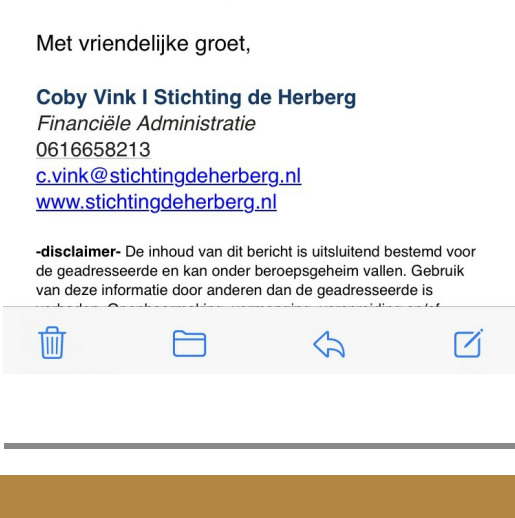 Met vriendelijke groet,
Coby Vink I Stichting de Herberg
Financiële Administratie
0616658213
c.vink@stichtingdeherberg.nl
www.stichtingdeherberg.nl
-disclaimer- De inhoud van dit bericht is uitsluitend bestemd voor
de geadresseerde en kan onder beroepsgeheim vallen. Gebruik
van deze informatie door anderen dan de geadresseerde is